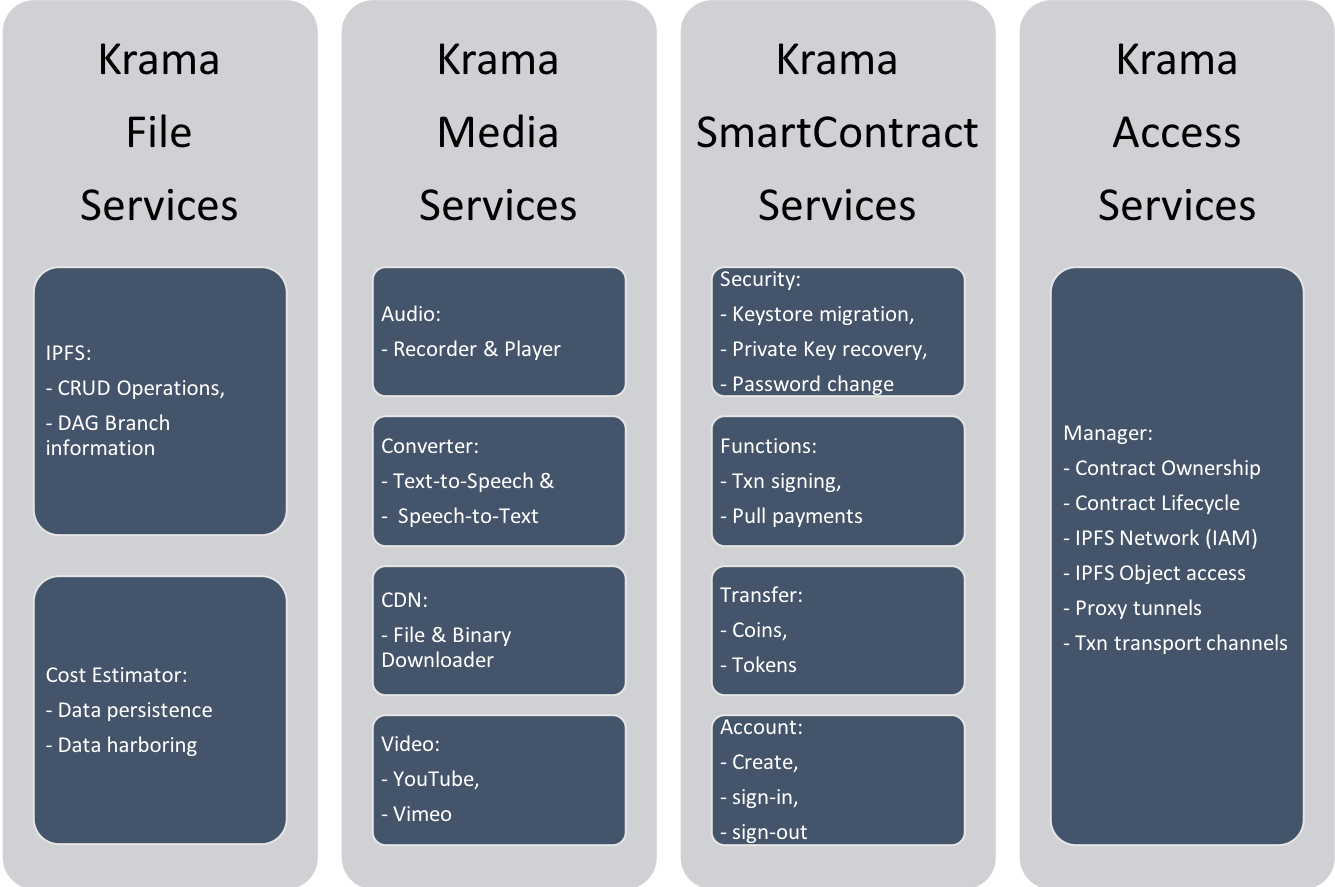 Krama
File
Services
IPFS:
- CRUD Operations,
- DAG Branch
information
Cost Estimator:
- Data persistence
- Data harboring
Krama
Media
Services
Audio:
- Recorder & Player
Converter:
- Text-to-Speech &
-  Speech-to-Text
CDN:
- File & Binary
Downloader
Video:
- YouTube,
- Vimeo
Krama
SmartContract
Services
Security:
- Keystore migration,
- Private Key recovery,
- Password change
Functions:
- Txn signing,
- Pull payments
Transfer:
- Coins,
- Tokens
Account:
- Create,
- sign-in,
- sign-out
Krama
Access
Services
Manager:
- Contract Ownership
- Contract Lifecycle
- IPFS Network (IAM)
- IPFS Object access
- Proxy tunnels
- Txn transport channels